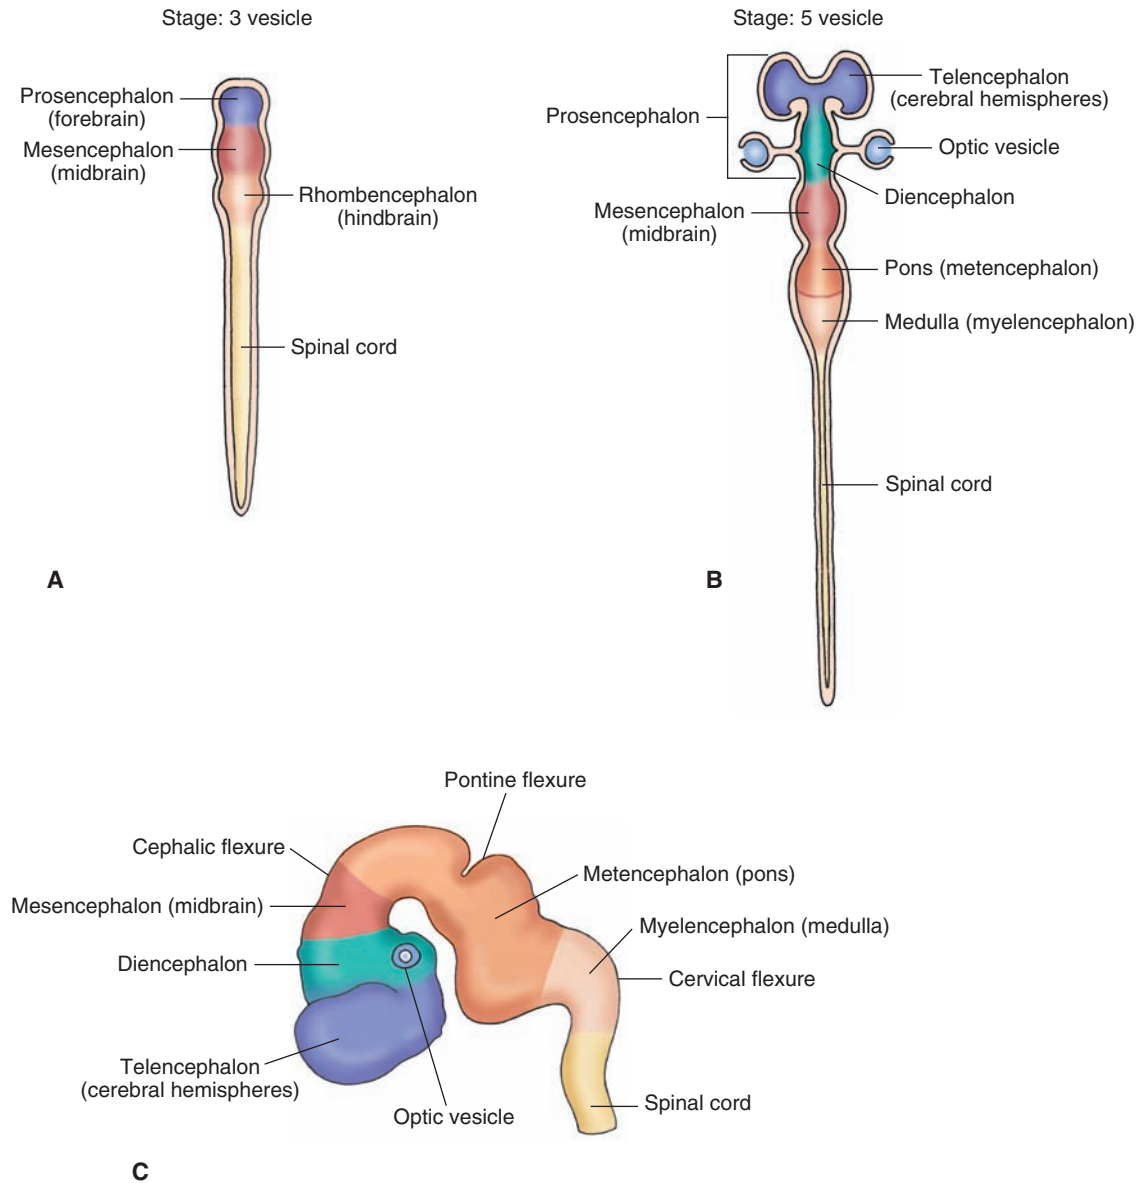 Stage: 3 vesicle
Prosencephalon
(forebrain)
Mesencephalon
(midbrain)
Rhombencephalon
(hindbrain)
Spinal cord
A
Stage: 5 vesicle
Telencephalon
(cerebral hemispheres)
Prosencephalon
Optic vesicle
Diencephalon
Mesencephalon
(midbrain)
Pons (metencephalon)
Medulla (myelencephalon)
Spinal cord
B
Pontine flexure
Cephalic flexure
Metencephalon (pons)
Mesencephalon (midbrain)
Myelencephalon (medulla)
Diencephalon
Cervical flexure
Telencephalon
(cerebral hemispheres)
Optic vesicle
Spinal cord
C